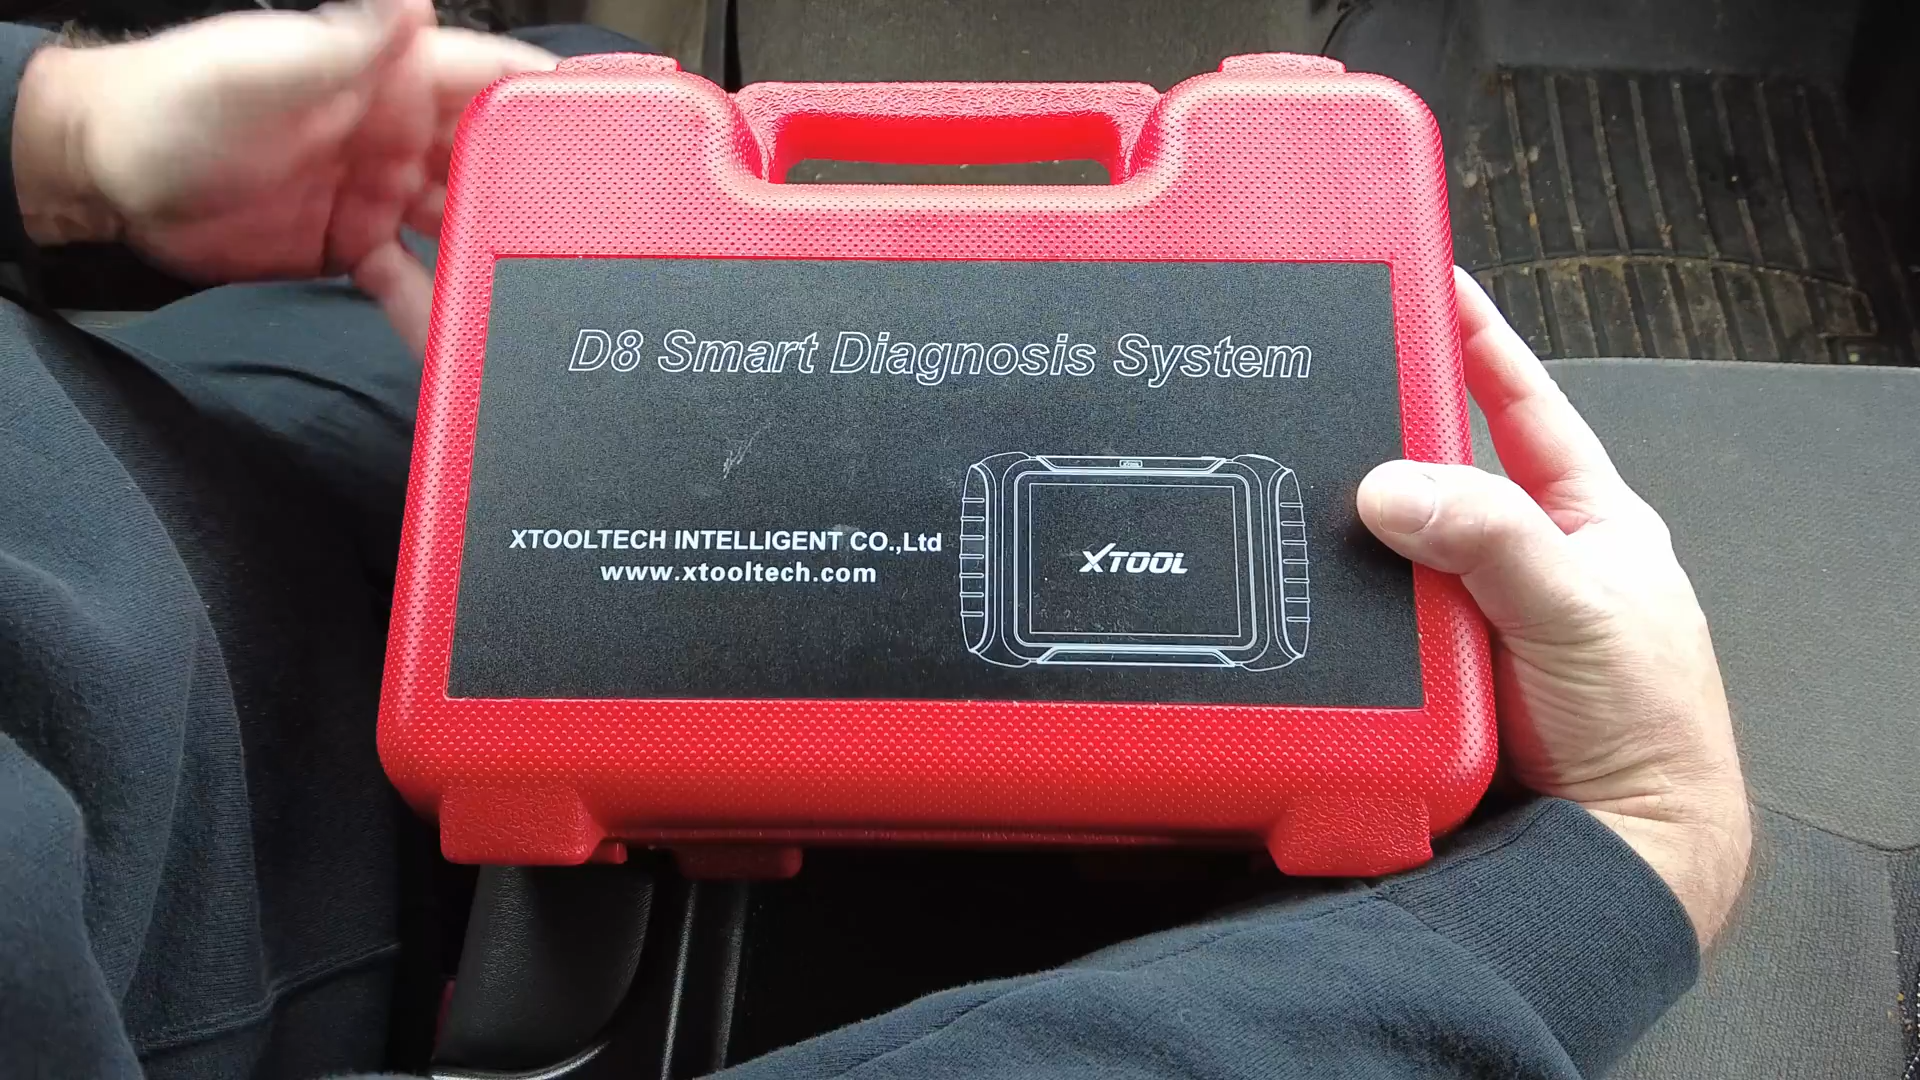 D8 Smart Diagnosis System
XTOOLTECH INTELLIGENT CO.,Ltd
www.xtooltech.com
XTOOL